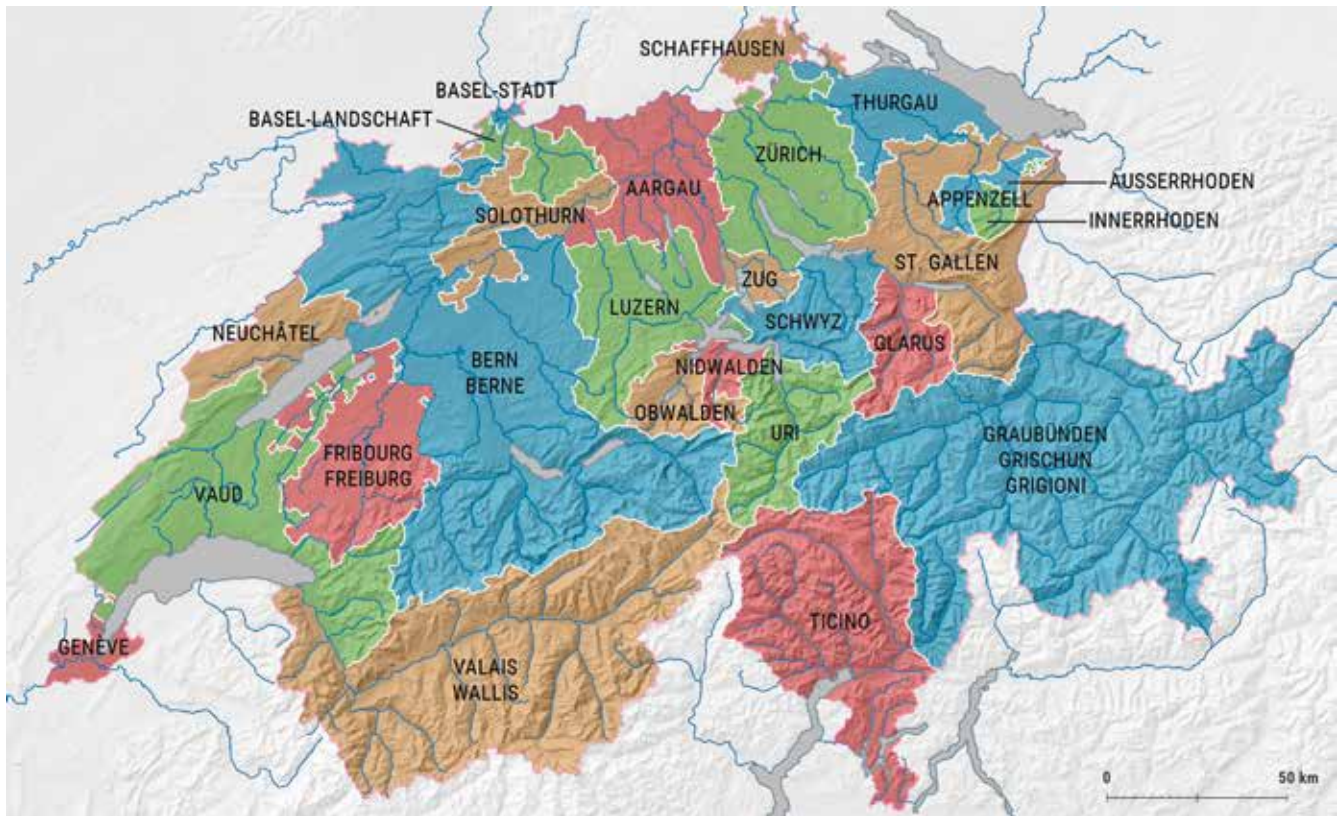 SCHAFFHAUSEN
BASEL-STADT
THURGAU
BASEL-LANDSCHAFT
ZÜRICH
AARGAU
AUSSERRHODEN
APPENZELL
SOLOTHURN
INNERRHODEN
ST. GALLEN
ZUG
LUZERN
SCHWYZ
NEUCHÂTEL
GLARUS
BERN
BERNE
NIDWALDEN
OBWALDEN
URI
GRAUBÜNDEN
GRISCHUN
GRIGIONI
FRIBOURG
FREIBURG
VAUD
TICINO
GENÈVE
VALAIS
WALLIS
0 50 km